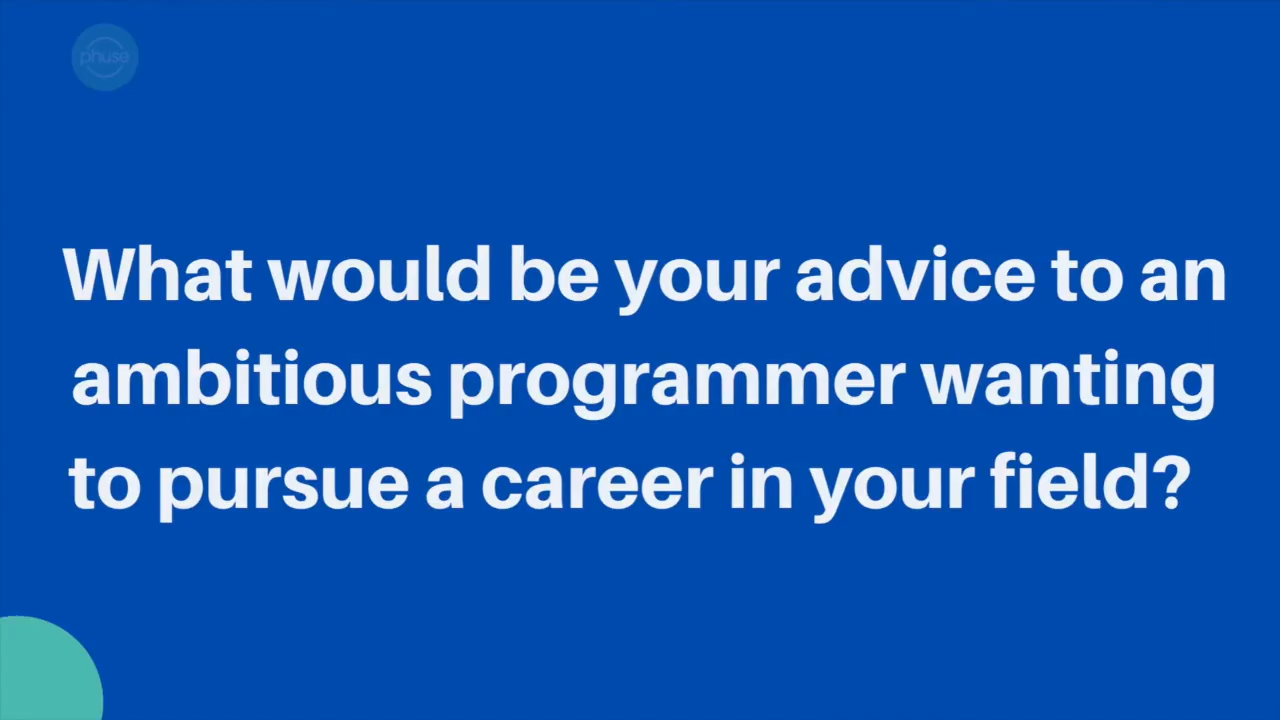 phuse
What would be your advice to an
ambitious programmer wanting
to pursue a career in your field?